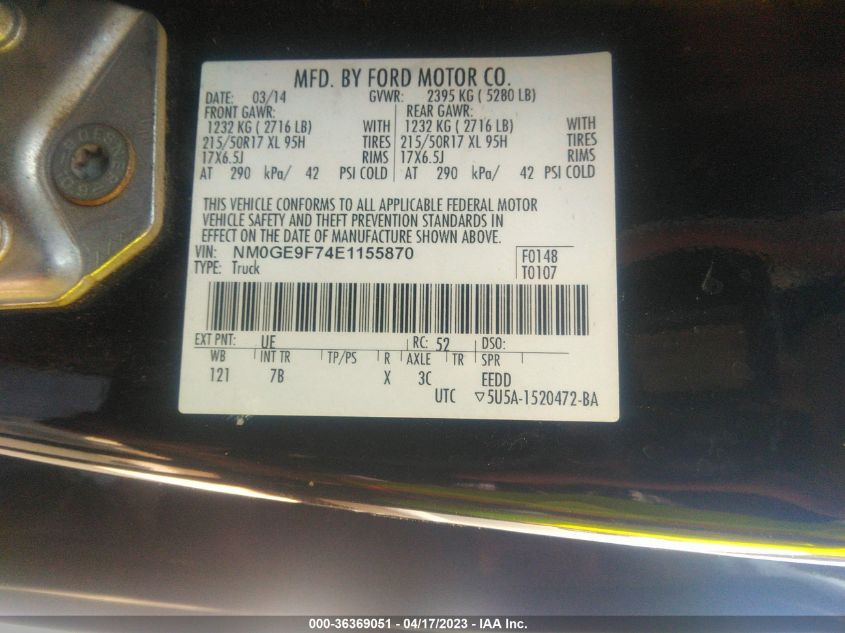 MFD. BY FORD MOTOR CO.
DATE: 03/14 GVWR: 2395 KG ( 5280 LB)
FRONT GAWR: REAR GAWR:
1232 KG ( 2716 LB) WITH 1232 KG ( 2716 LB) WITH
215/50R17 XL 95H TIRES 215/50R17 XL 95H TIRES
17X6.5J RIMS 17X6.5J RIMS
AT 290 kPa/ 42 PSI COLD AT 290 kPa/ 42 PSI COLD
THIS VEHICLE CONFORMS TO ALL APPLICABLE FEDERAL MOTOR
VEHICLE SAFETY AND THEFT PREVENTION STANDARDS IN
EFFECT ON THE DATE OF MANUFACTURE SHOWN ABOVE.
VIN: NM0GE9F74E1155870 F0148
TYPE: Truck T0107
EXT PNT: UE RC: 52 DSO:
WB INT TR TP/PS R AXLE TR SPR
121 7B X 3C EEDD
UTC ▽5U5A-1520472-BA
000-36369051 - 04/17/2023 - IAA Inc.